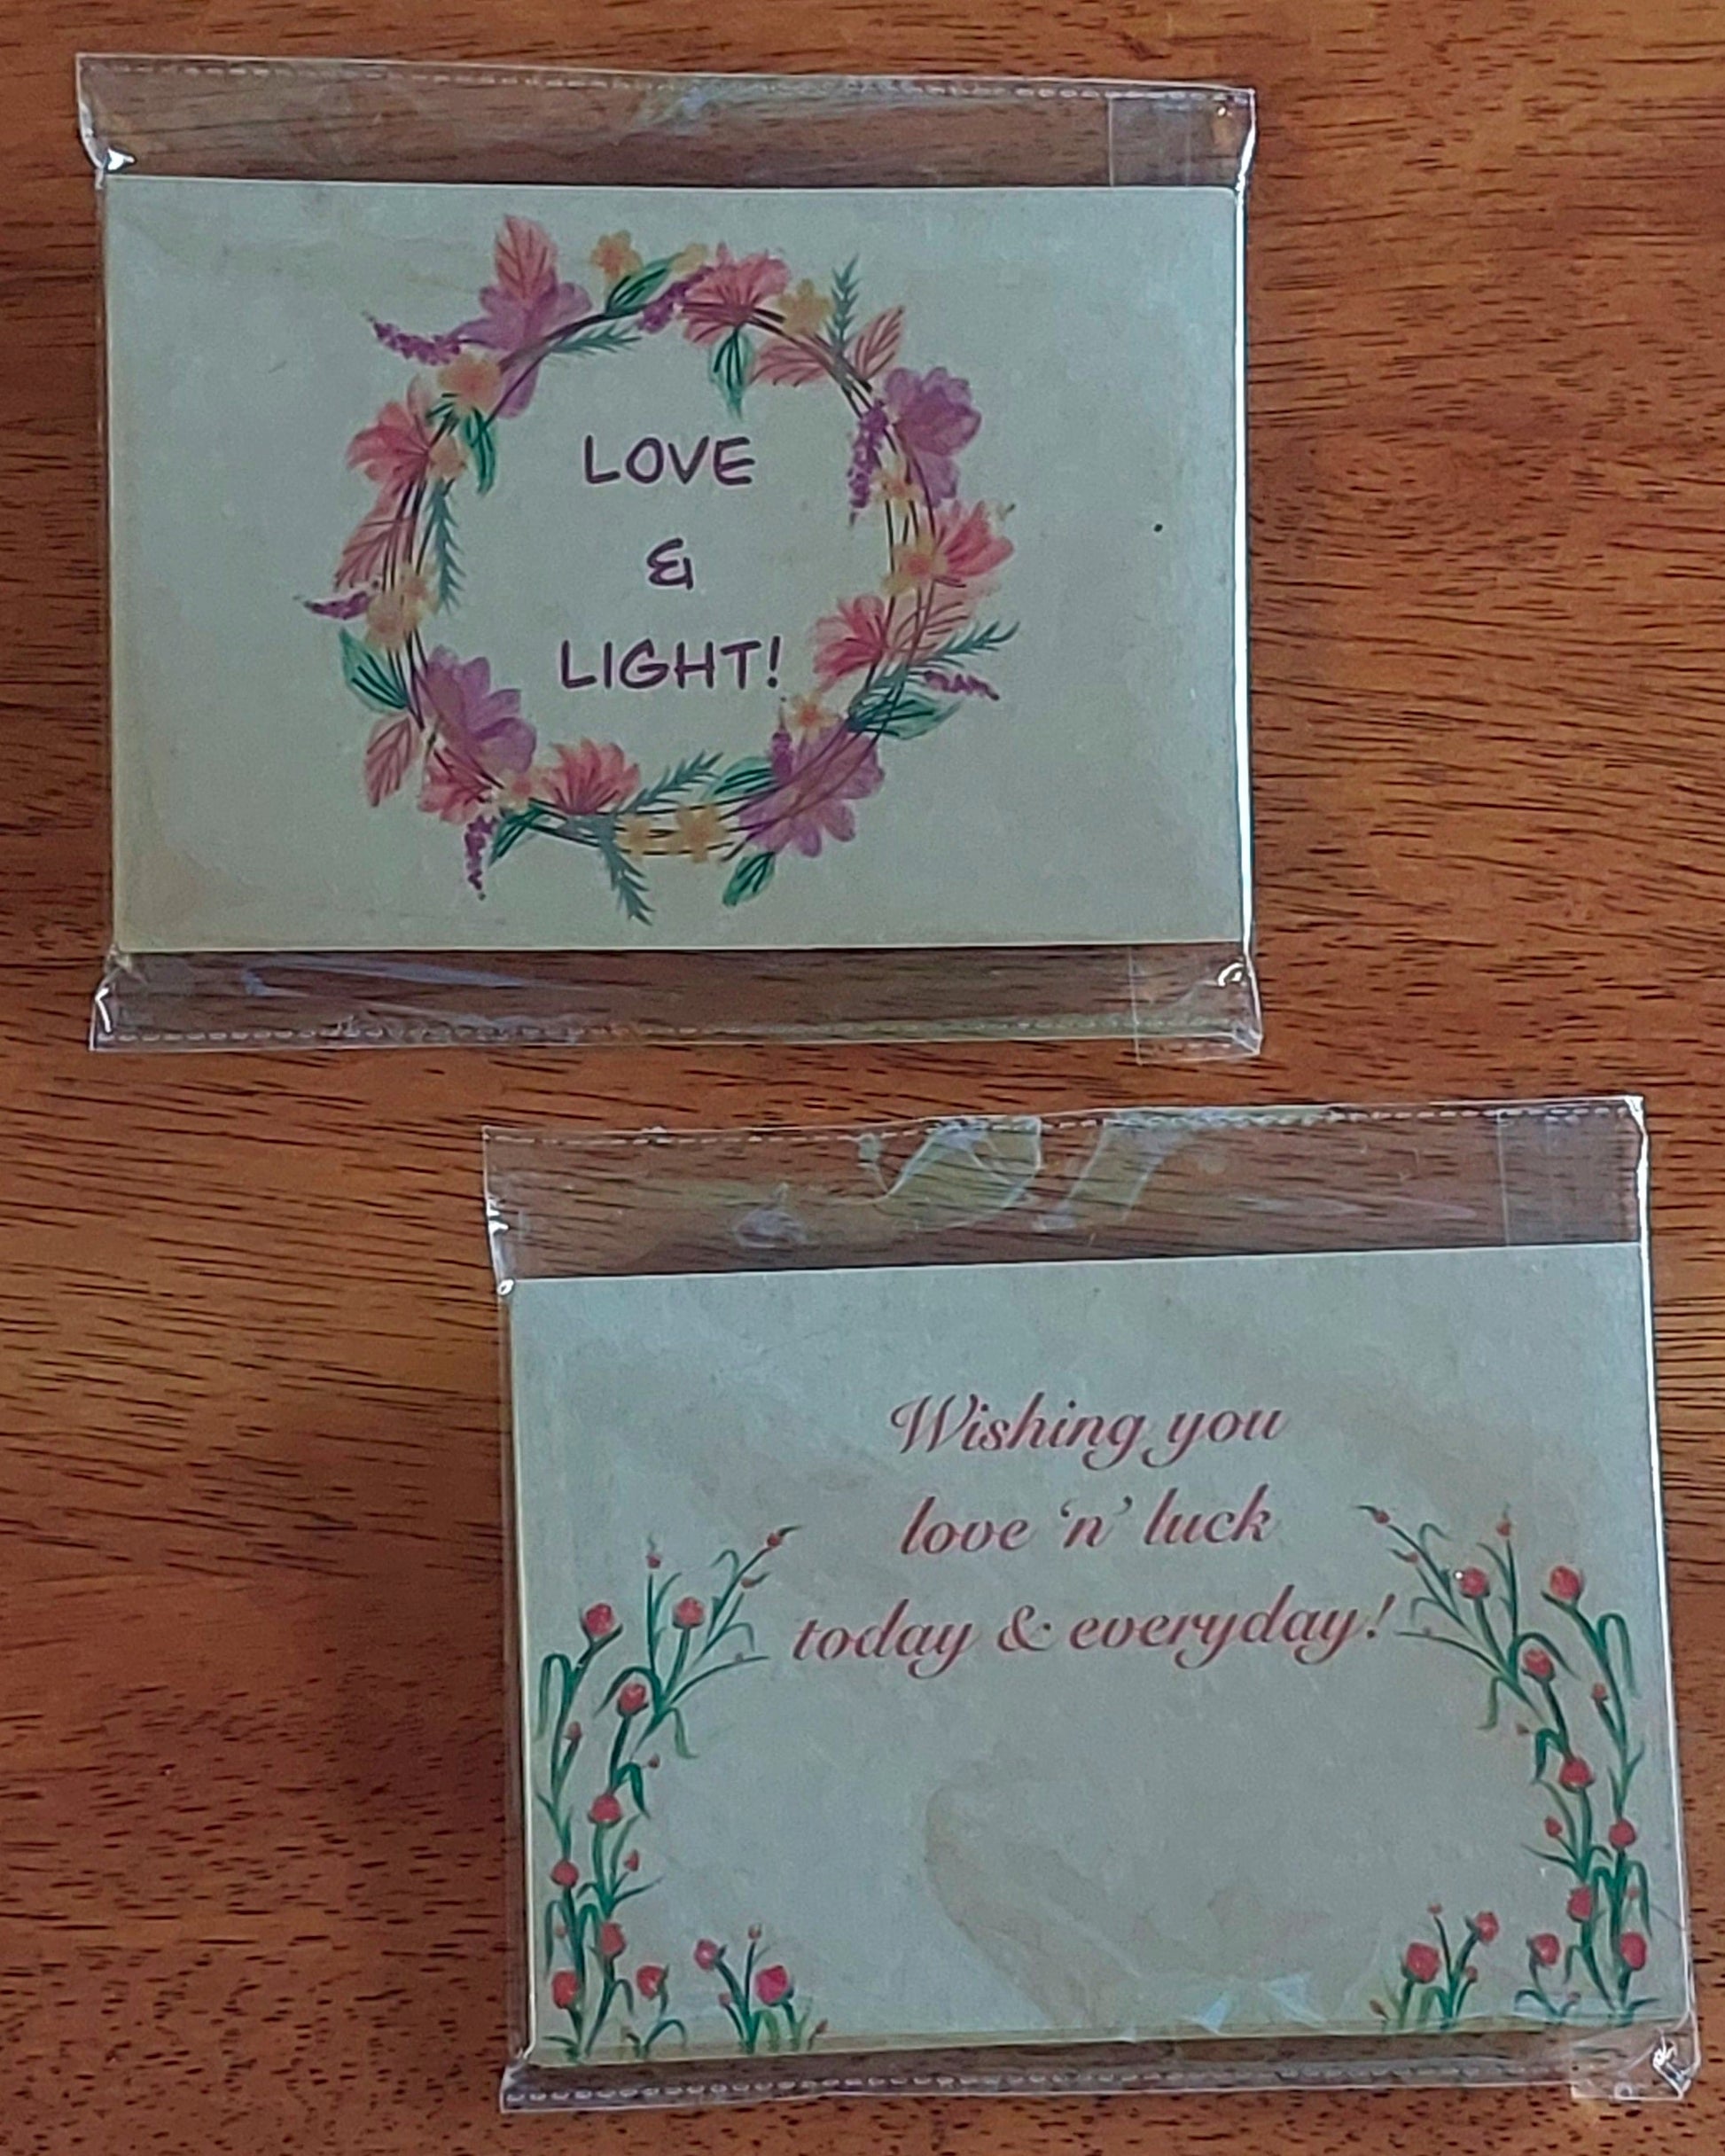 LOVE
&
LIGHT!
Wishing you
love ‘n’ luck
today & everyday!